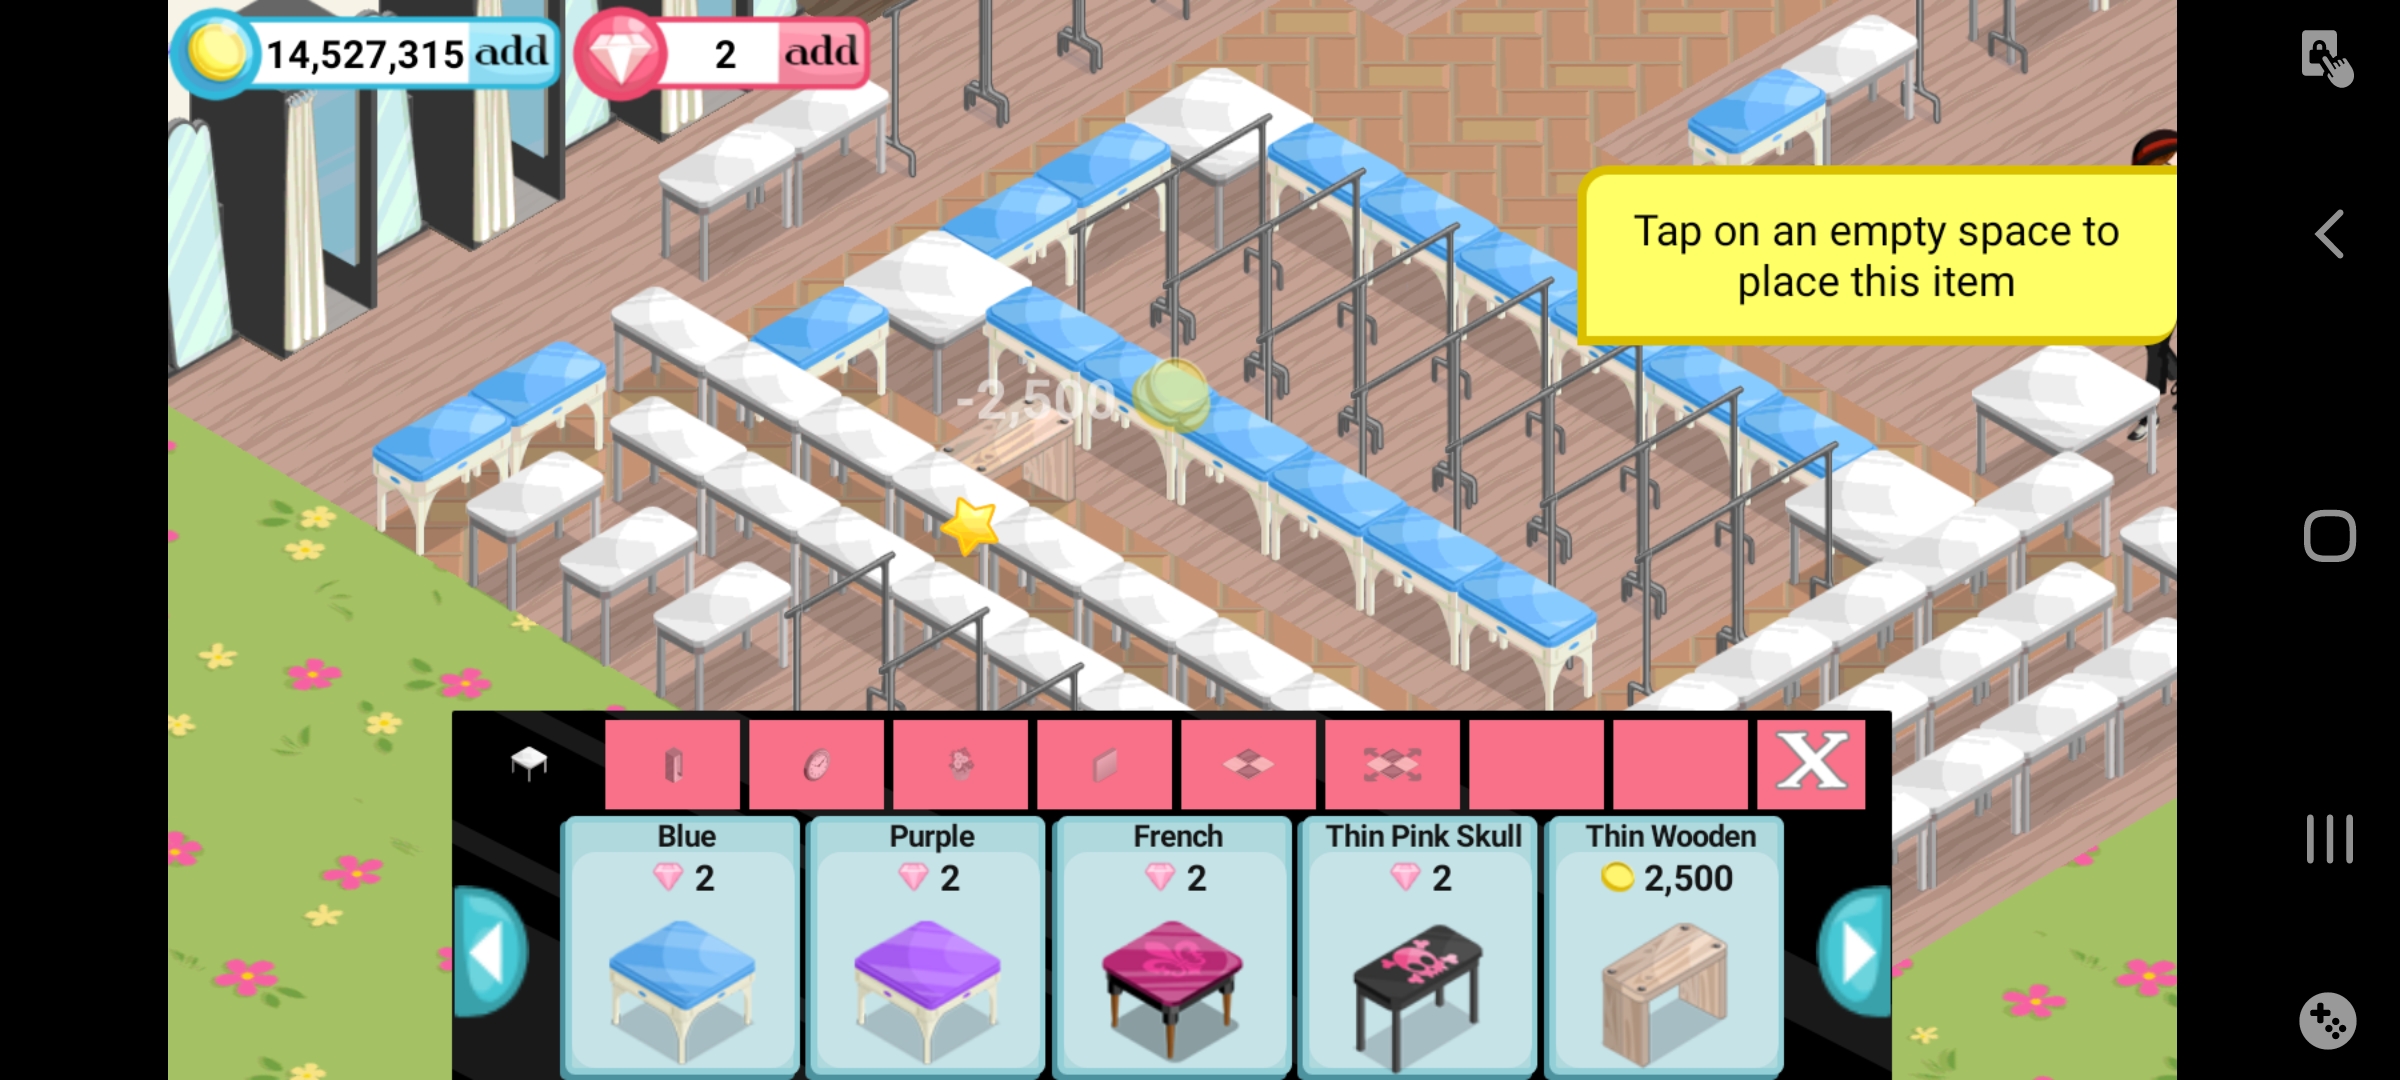 14,527,315 add
2 add
Tap on an empty space to
place this item
-2,500
Blue
2
Purple
2
French
2
Thin Pink Skull
2
Thin Wooden
2,500
X